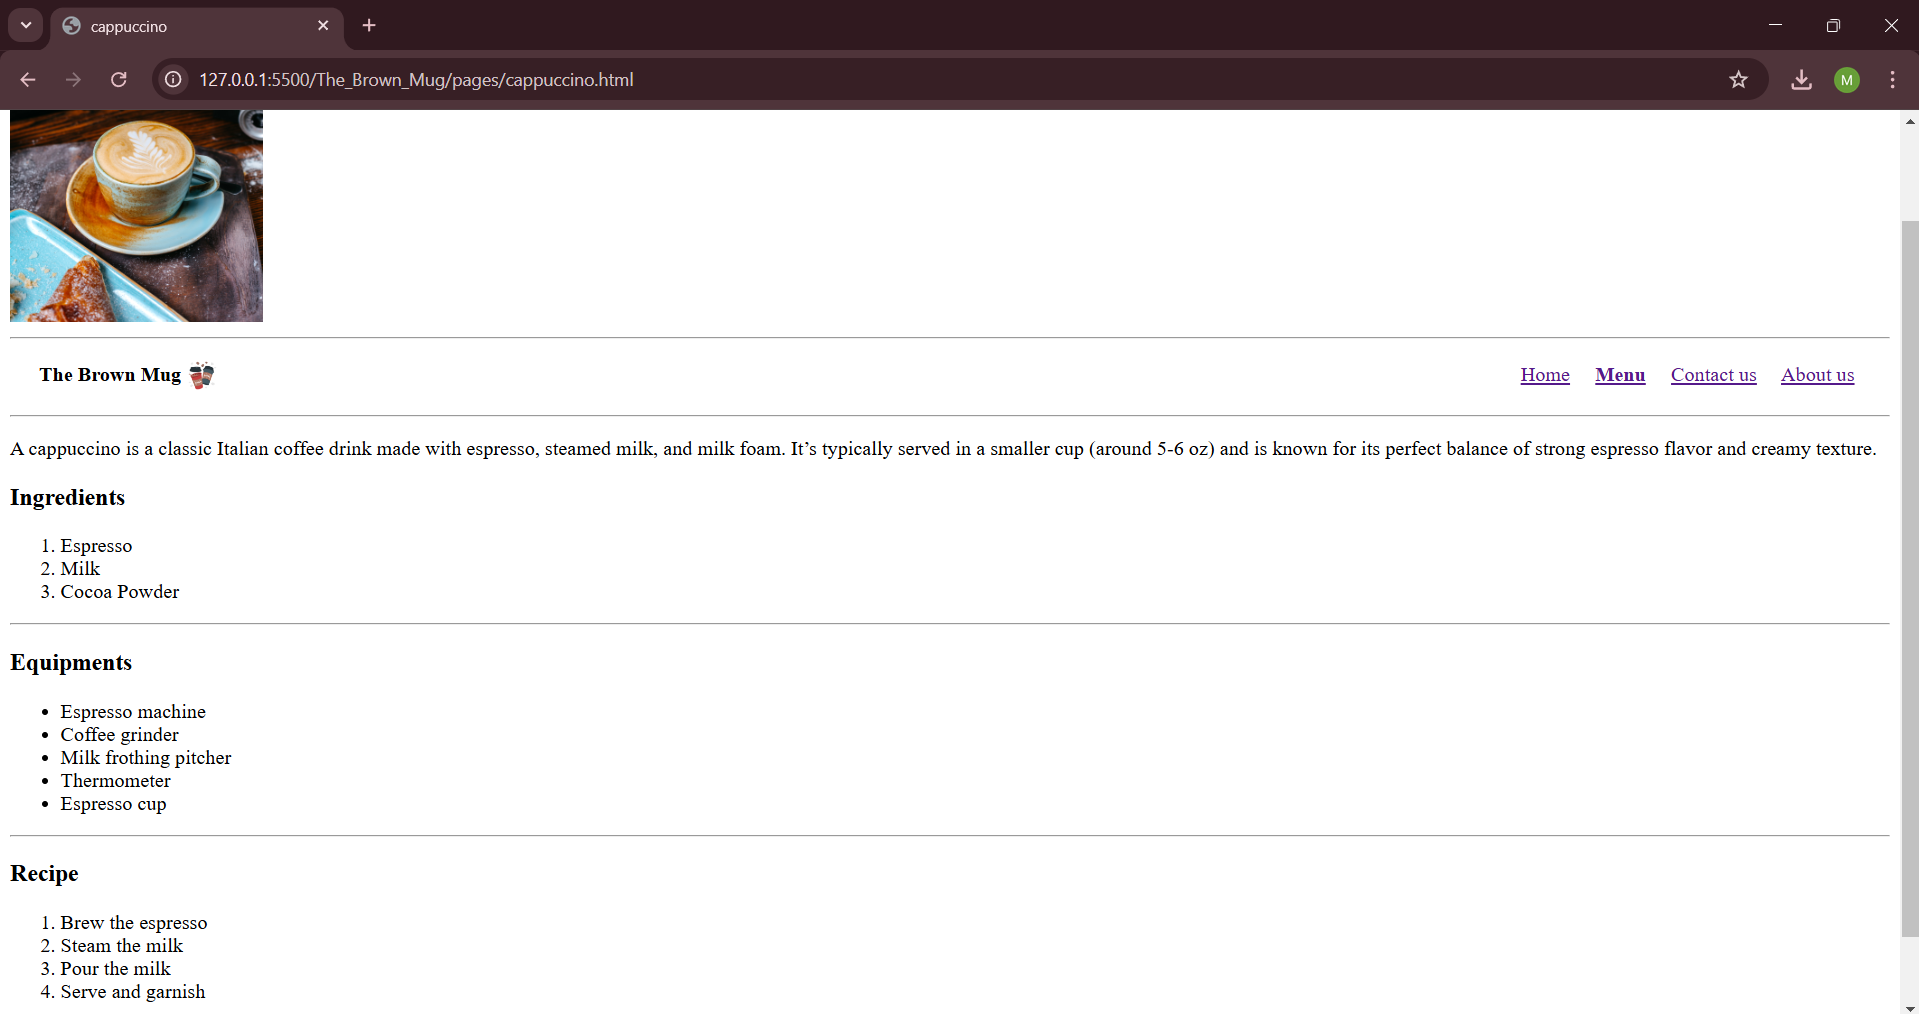 cappuccino
127.0.0.1:5500/The_Brown_Mug/pages/cappuccino.html
M
The Brown Mug
Home Menu Contact us About us
A cappuccino is a classic Italian coffee drink made with espresso, steamed milk, and milk foam. It’s typically served in a smaller cup (around 5-6 oz) and is known for its perfect balance of strong espresso flavor and creamy texture.
Ingredients
1. Espresso
2. Milk
3. Cocoa Powder
Equipments
• Espresso machine
• Coffee grinder
• Milk frothing pitcher
• Thermometer
• Espresso cup
Recipe
1. Brew the espresso
2. Steam the milk
3. Pour the milk
4. Serve and garnish